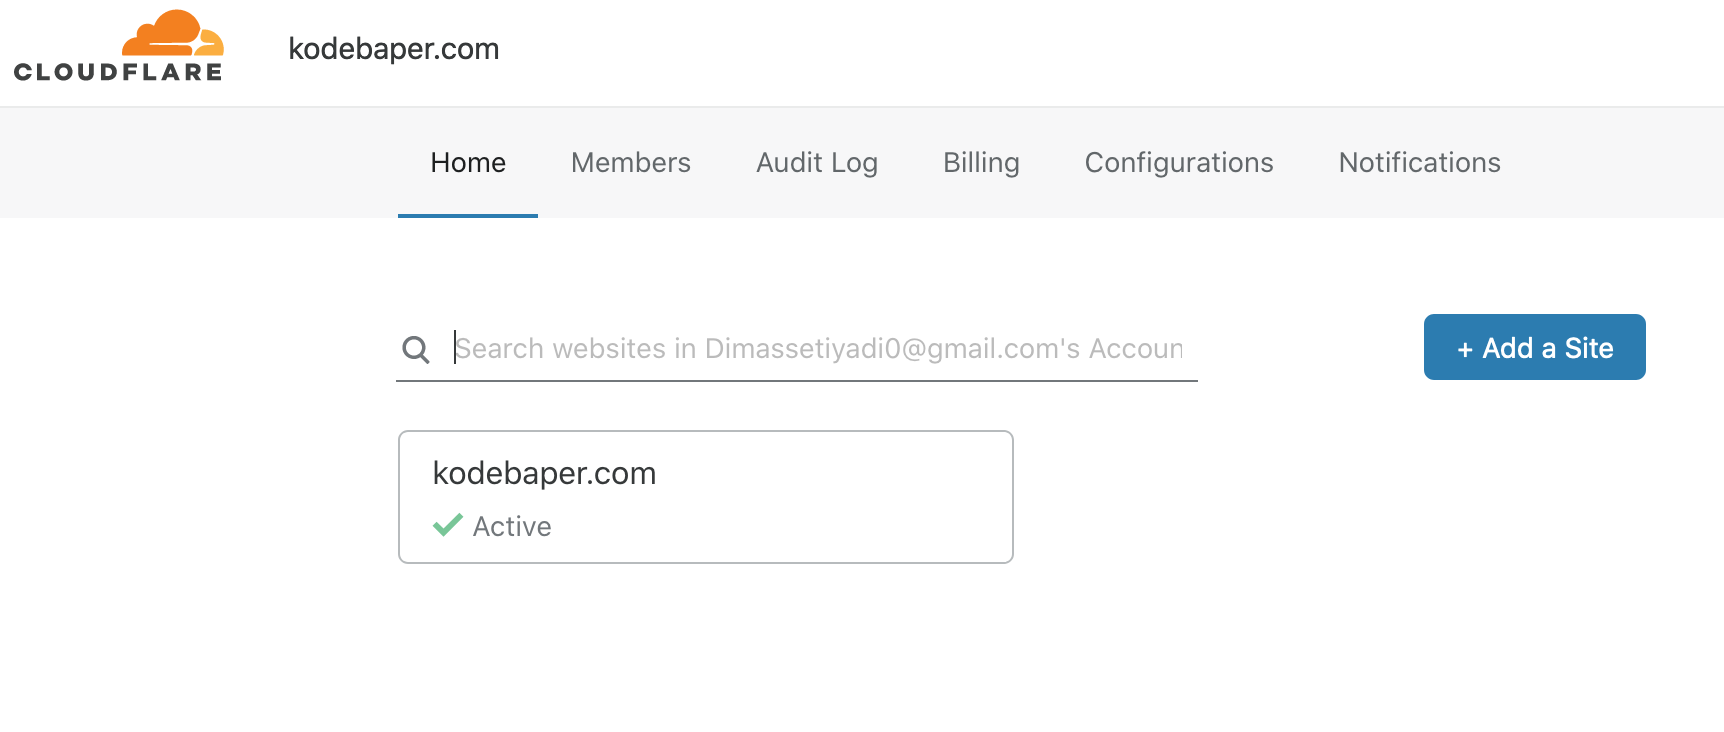 CLOUDFLARE
kodebaper.com
Home Members Audit Log Billing Configurations Notifications
Search websites in Dimassetiyadi0@gmail.com's Accoun
+ Add a Site
kodebaper.com
Active